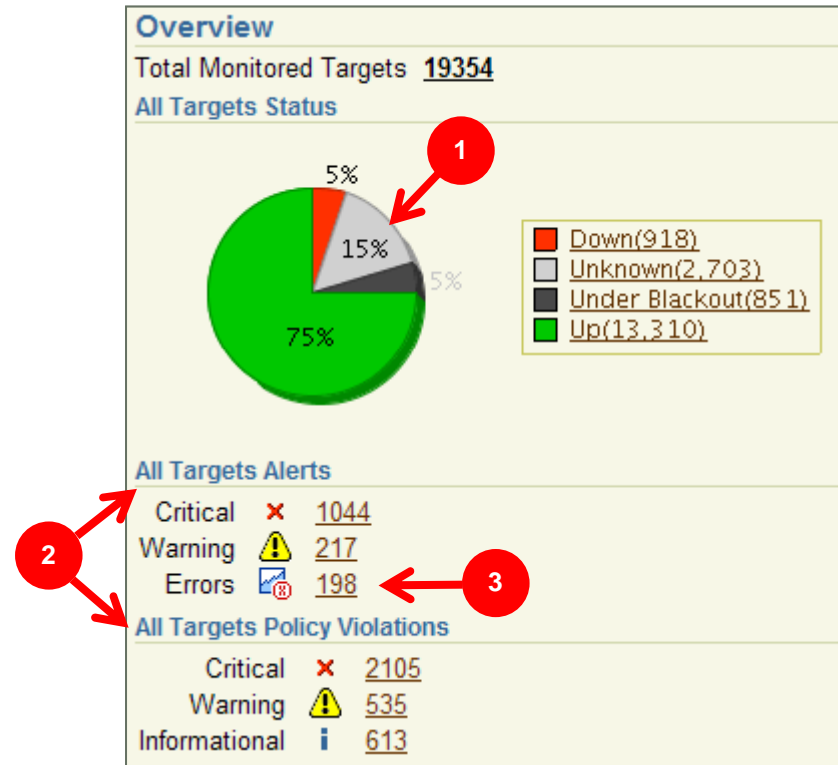 Overview
Total Monitored Targets 19354
All Targets Status
1
5%
15%
5%
75%
Down(918)
Unknown(2,703)
Under Blackout(851)
Up(13,310)
All Targets Alerts
Critical 1044
Warning 217
2
Errors 198
3
All Targets Policy Violations
Critical 2105
Warning 535
Informational 613